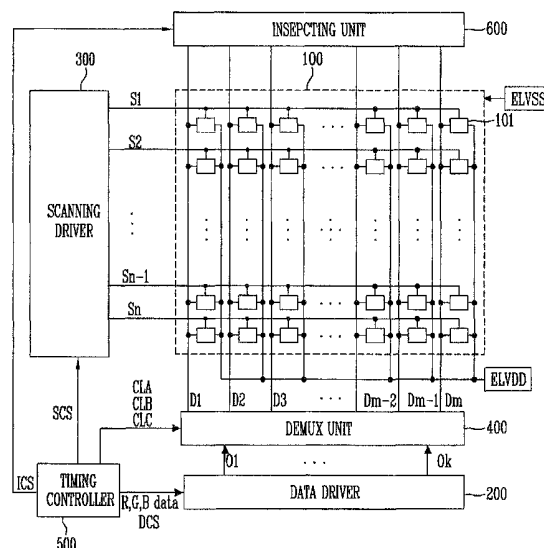 INSEPCTING UNIT
600
300
100
ELVSS
S1
101
S2
SCANNING
DRIVER
Sn-1
Sn
ELVDD
CLA
CLB
CLC
D1
D2
D3
Dm-2
Dm-1
Dm
SCS
DEMUX UNIT
400
O1
...
Ok
ICS
TIMING
CONTROLLER
R,G,B data
DCS
DATA DRIVER
200
500